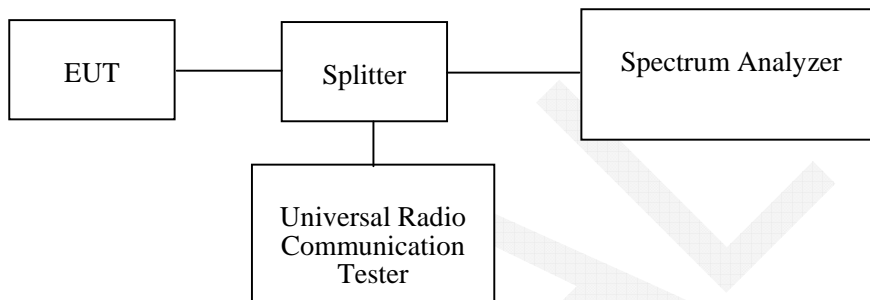 EUT
Splitter
Spectrum Analyzer
Universal Radio
Communication
Tester